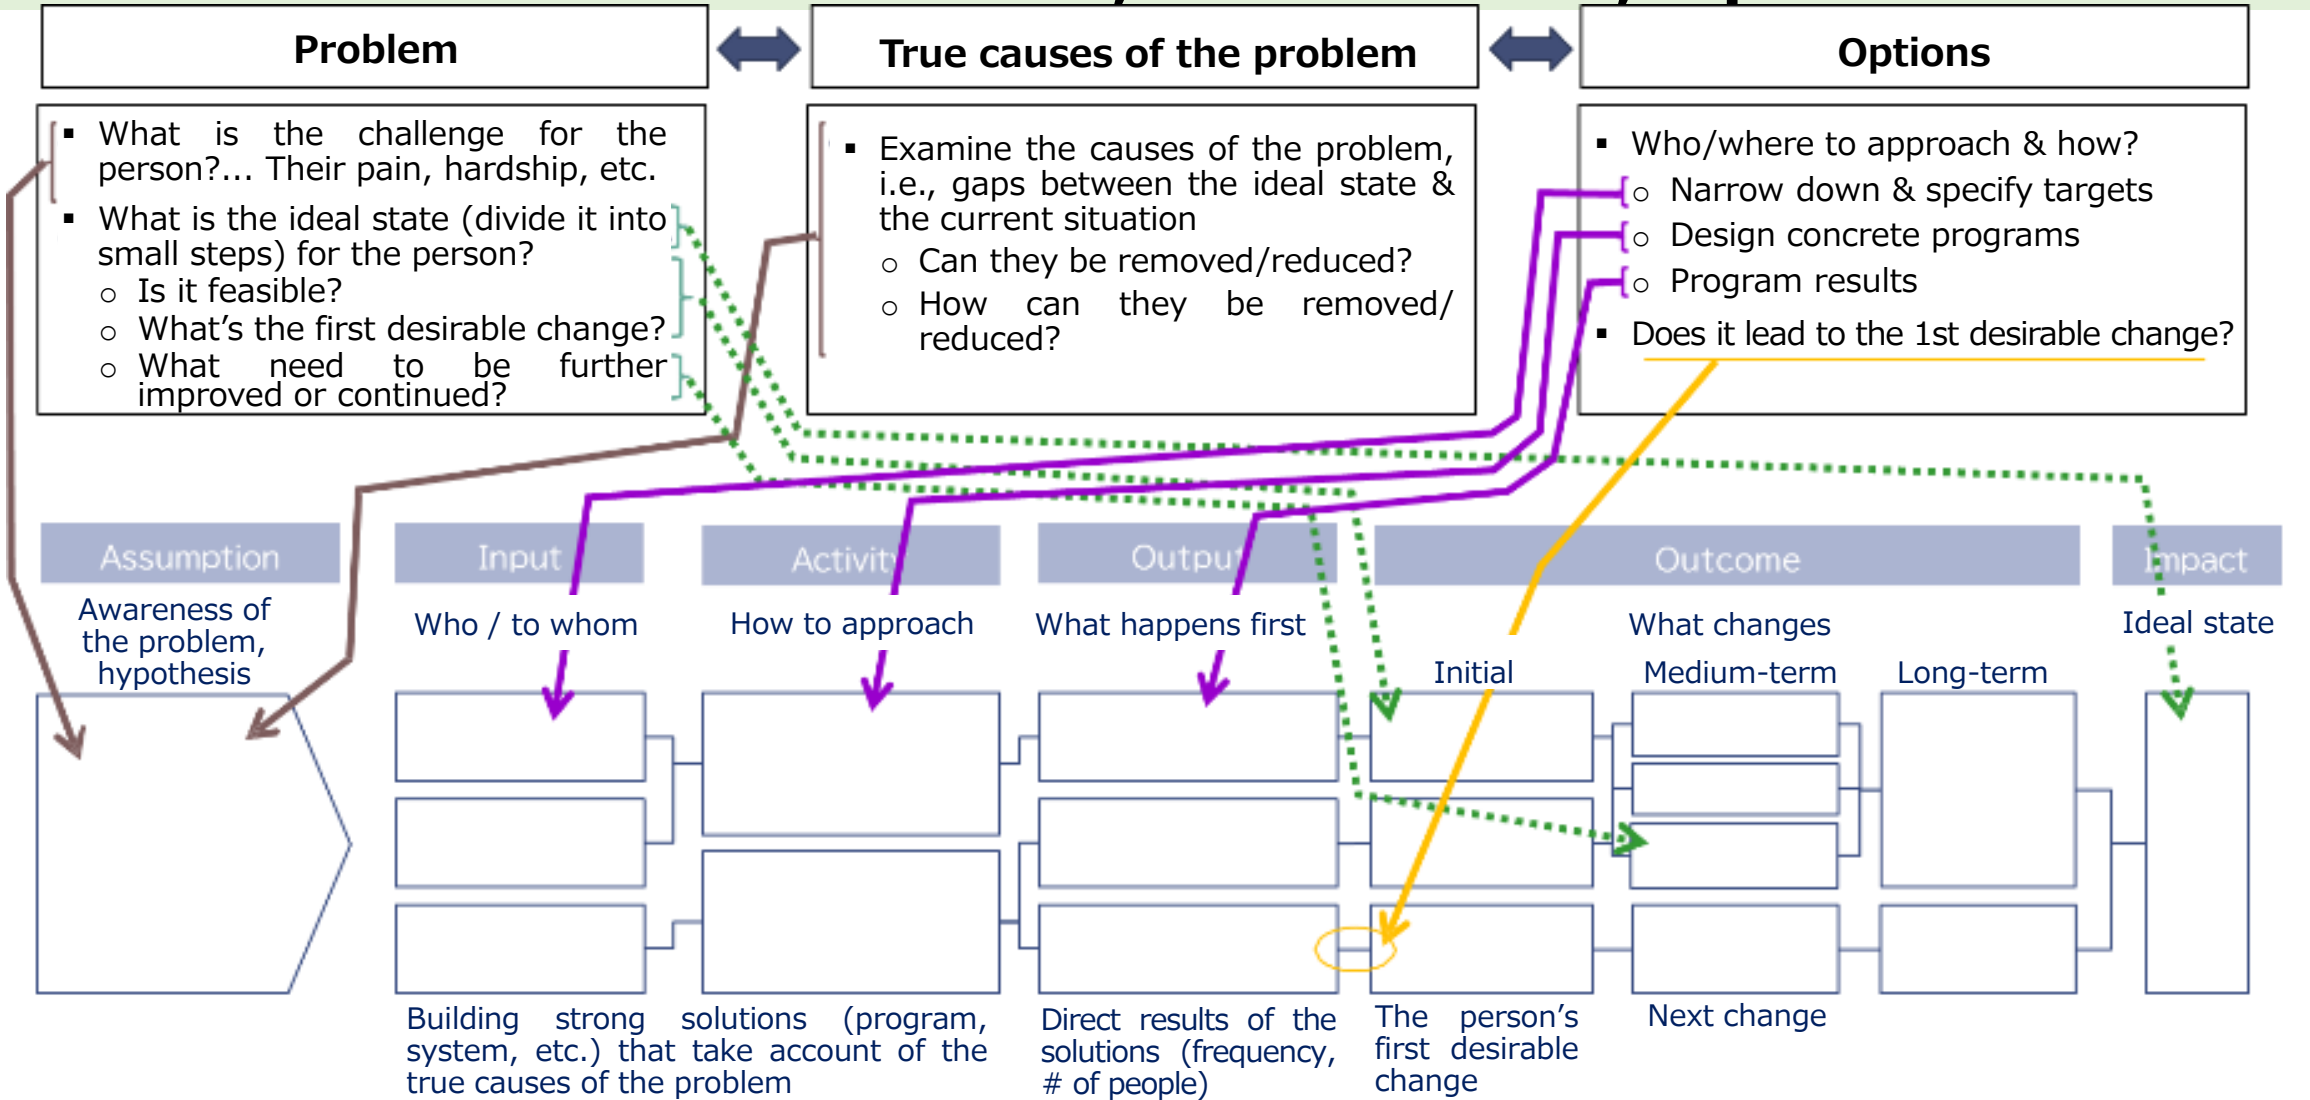 Problem
True causes of the problem
Options
▪ What is the challenge for the
person?... Their pain, hardship, etc.
▪ What is the ideal state (divide it into
small steps) for the person?
o Is it feasible?
o What's the first desirable change?
o What need to be further
improved or continued?
▪ Examine the causes of the problem,
i.e., gaps between the ideal state &
the current situation
o Can they be removed/reduced?
o How can they be removed/
reduced?
▪ Who/where to approach & how?
o Narrow down & specify targets
o Design concrete programs
o Program results
▪ Does it lead to the 1st desirable change?
Assumption
Input
Activity
Output
Outcome
Impact
Awareness of
the problem,
hypothesis
Who / to whom
How to approach
What happens first
What changes
Ideal state
Initial
Medium-term
Long-term
Building strong solutions (program,
system, etc.) that take account of the
true causes of the problem
Direct results of the
solutions (frequency,
# of people)
The person's
first desirable
change
Next change